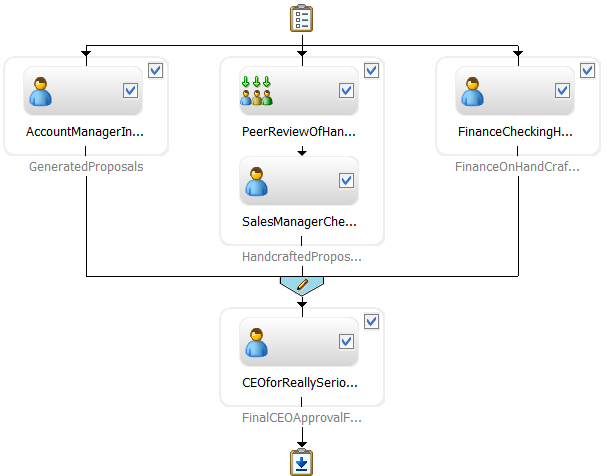 AccountManagerIn...
PeerReviewOfHan...
FinanceCheckingH...
GeneratedProposals
FinanceOnHandCraf...
SalesManagerChe...
HandcraftedPropos...
CEOforReallySerio...
FinalCEOApprovalF...